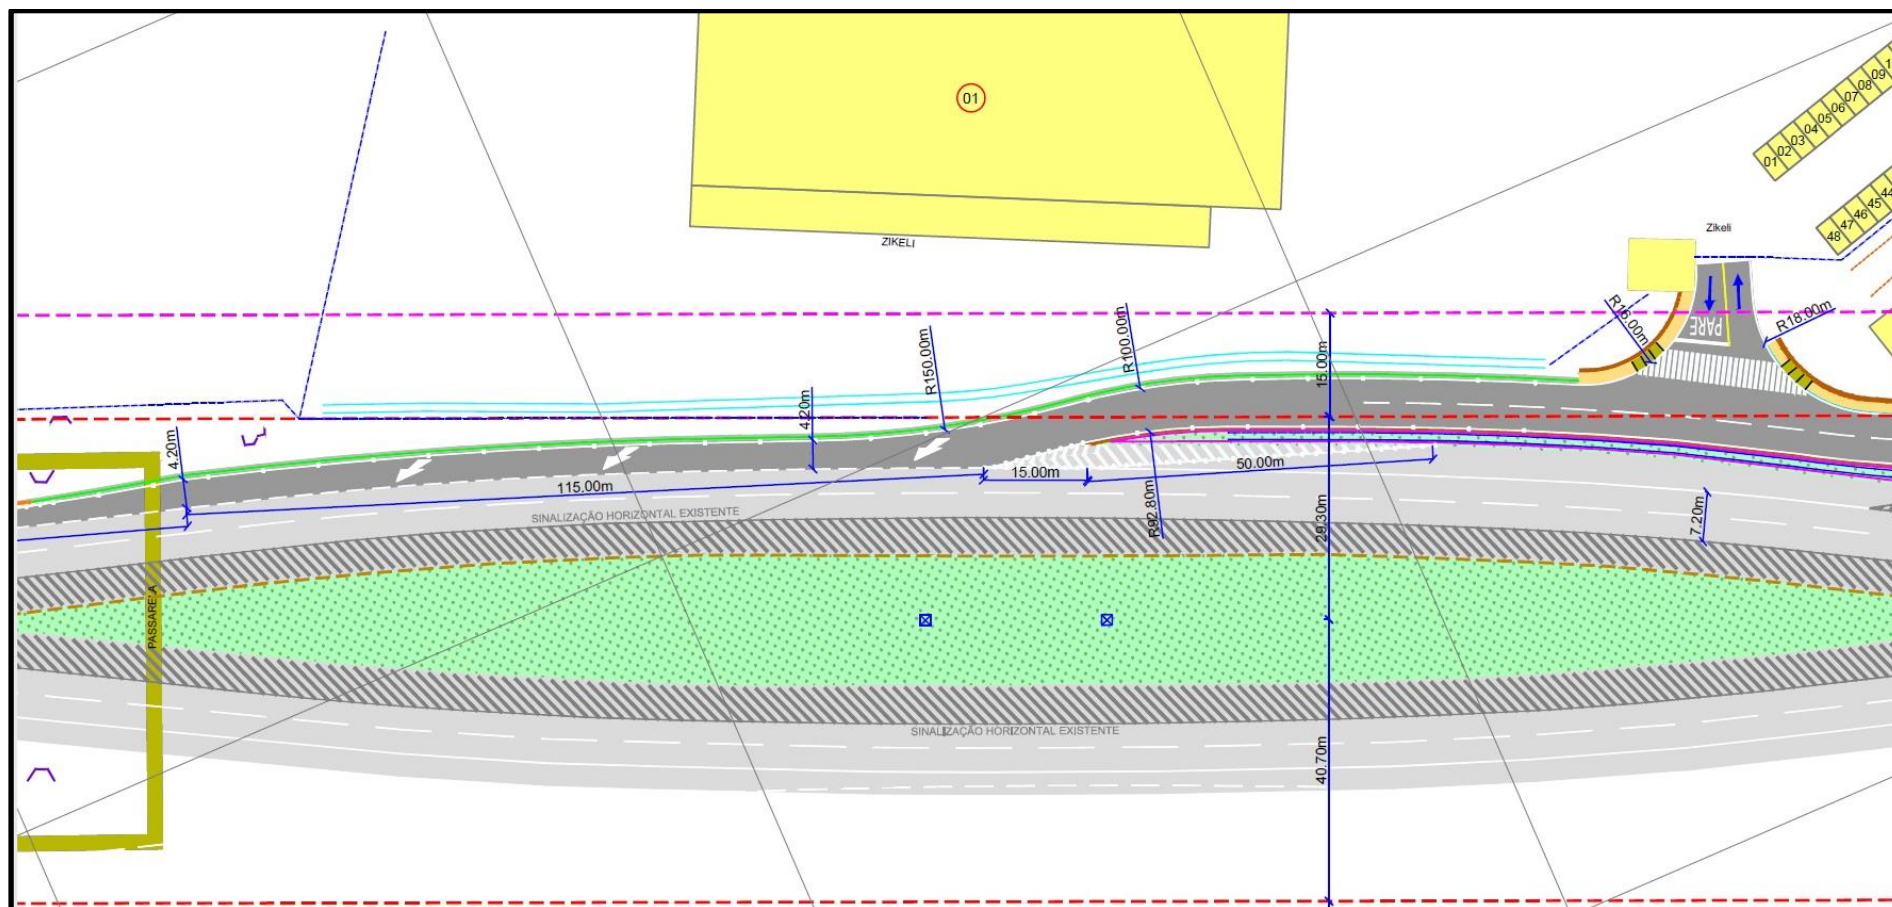 01
ZIKELI
Zikeli
01
02
03
04
05
06
07
08
09
48
47
46
45
44
R16.00m
PARE
R18.00m
R150.00m
R100.00m
15.00m
4.20m
4.20m
115.00m
15.00m
50.00m
R92.80m
29.30m
7.20m
SINALIZAÇÃO HORIZONTAL EXISTENTE
PASSARELA
SINALIZAÇÃO HORIZONTAL EXISTENTE
40.70m